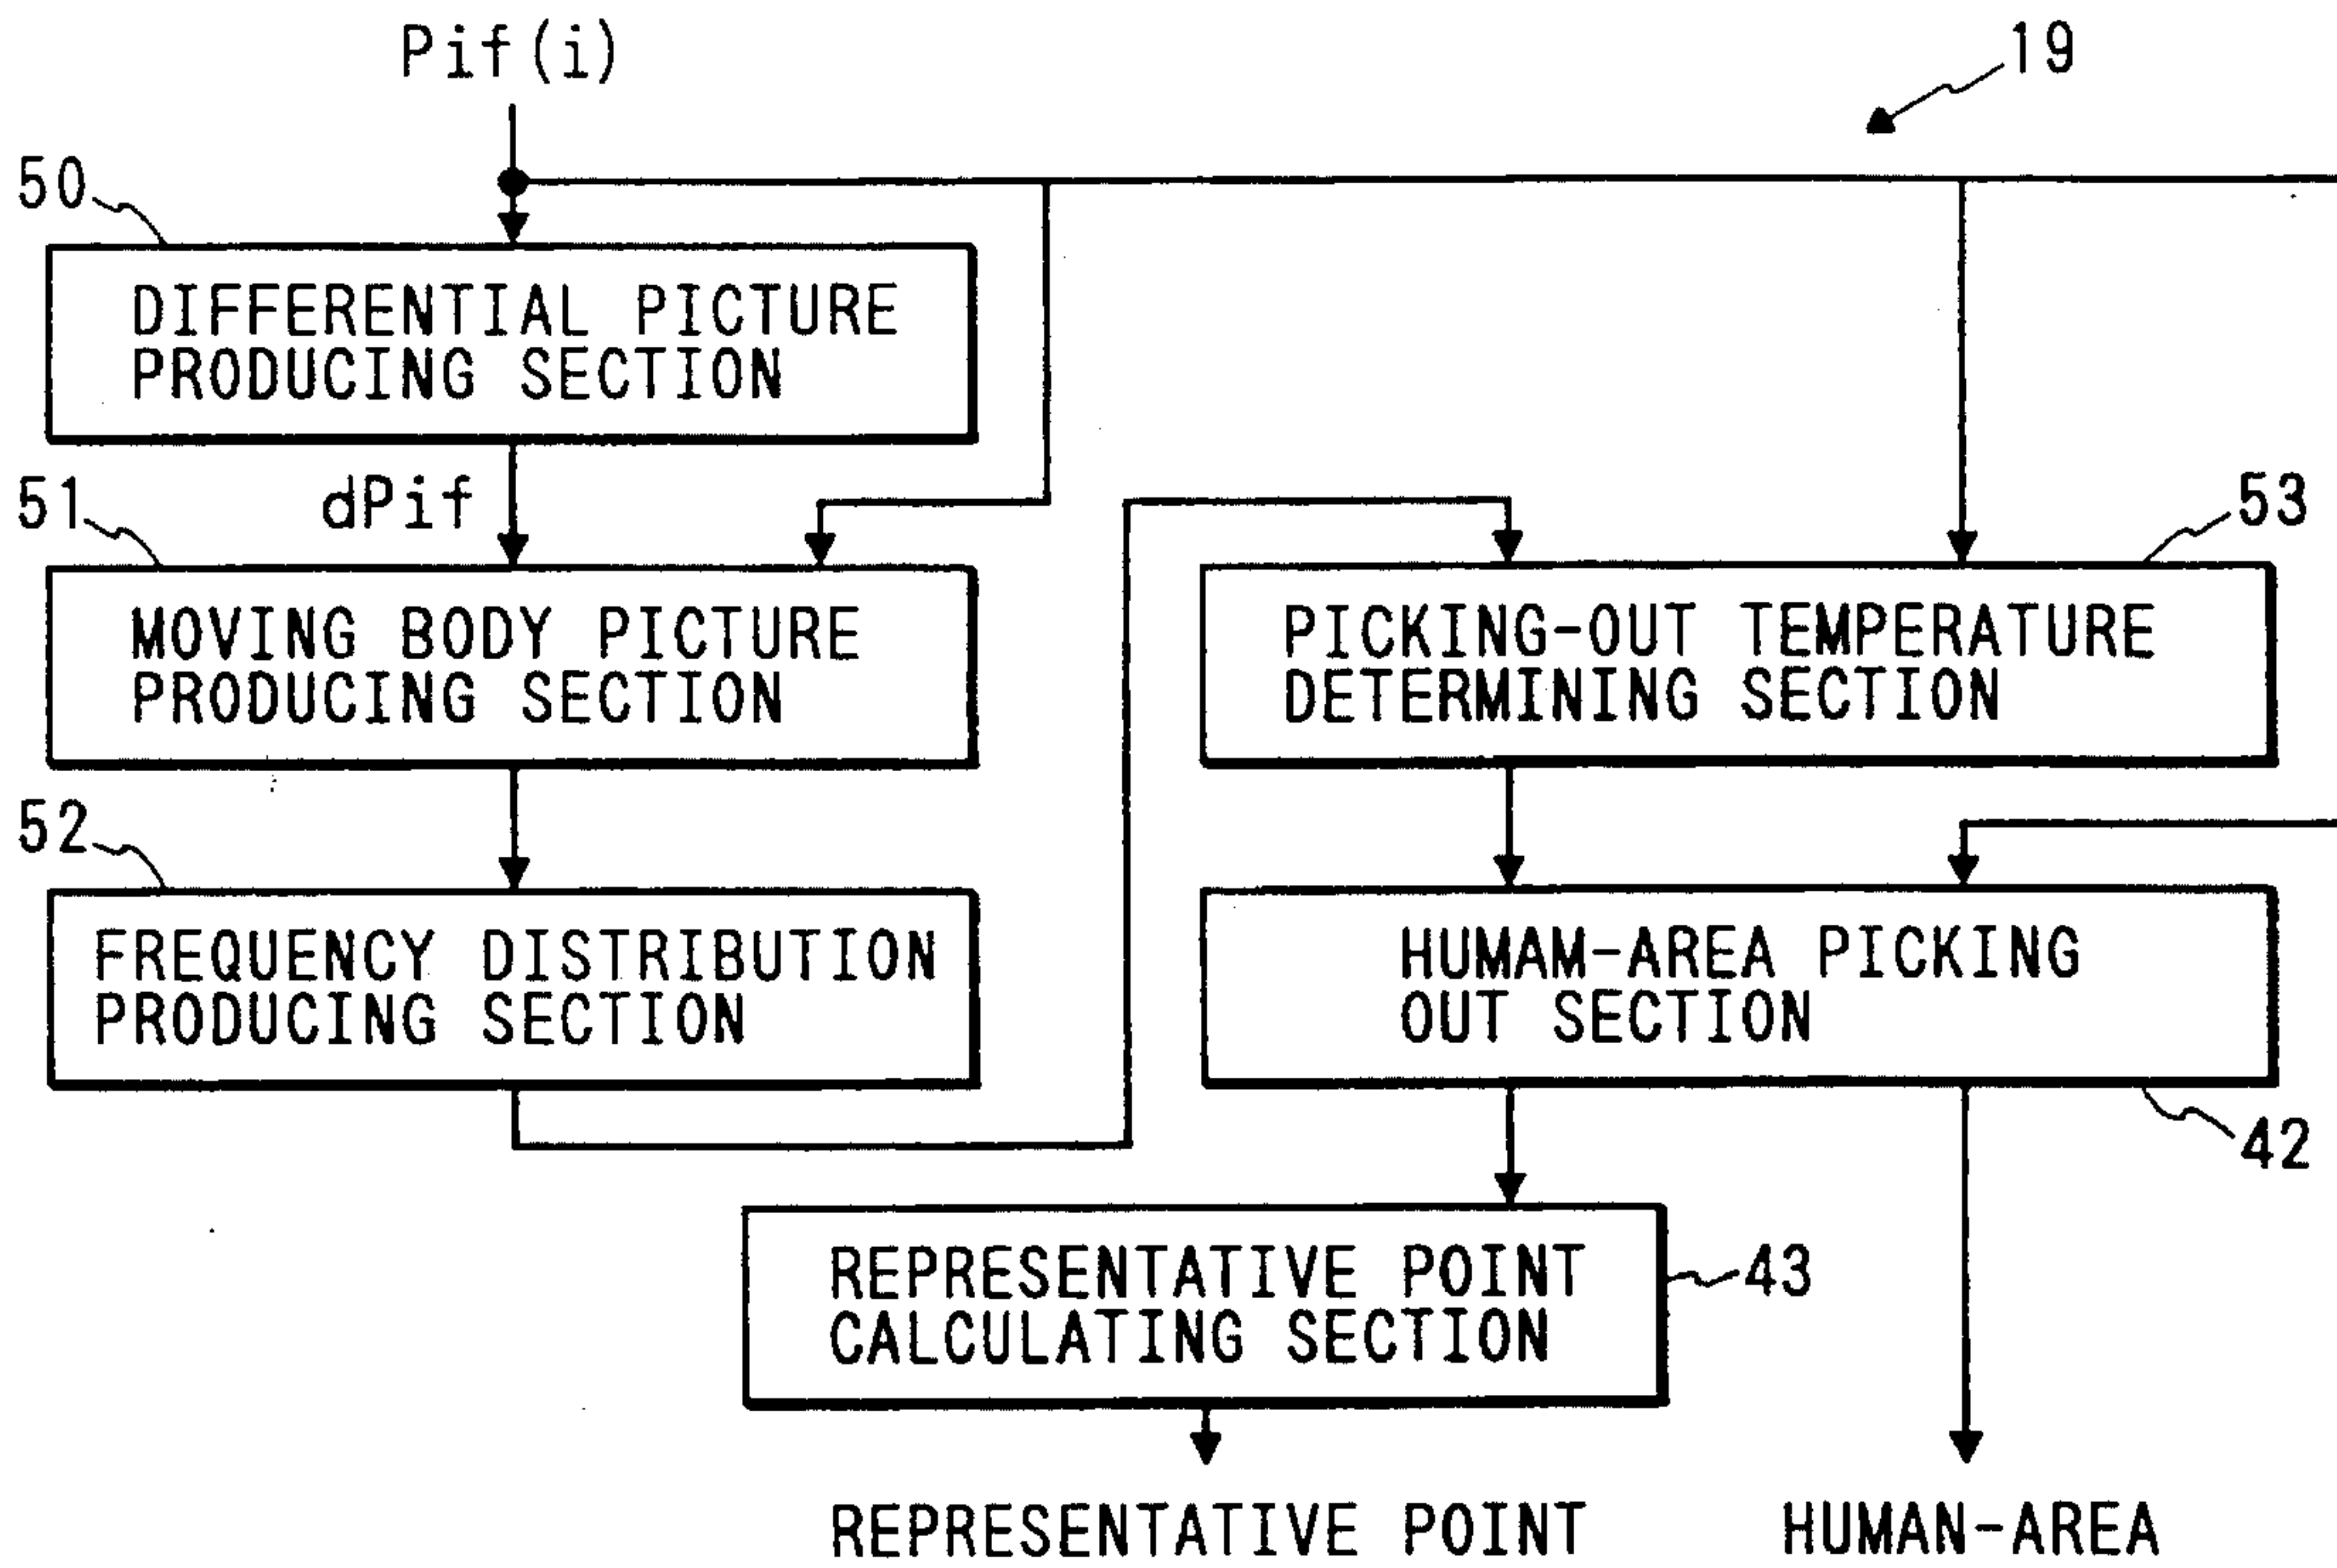 Pif(i)
19
50
DIFFERENTIAL PICTURE
PRODUCING SECTION
51
dPif
53
MOVING BODY PICTURE
PRODUCING SECTION
PICKING-OUT TEMPERATURE
DETERMINING SECTION
52
FREQUENCY DISTRIBUTION
PRODUCING SECTION
HUMAM-AREA PICKING
OUT SECTION
42
REPRESENTATIVE POINT
CALCULATING SECTION
43
REPRESENTATIVE POINT
HUMAN-AREA